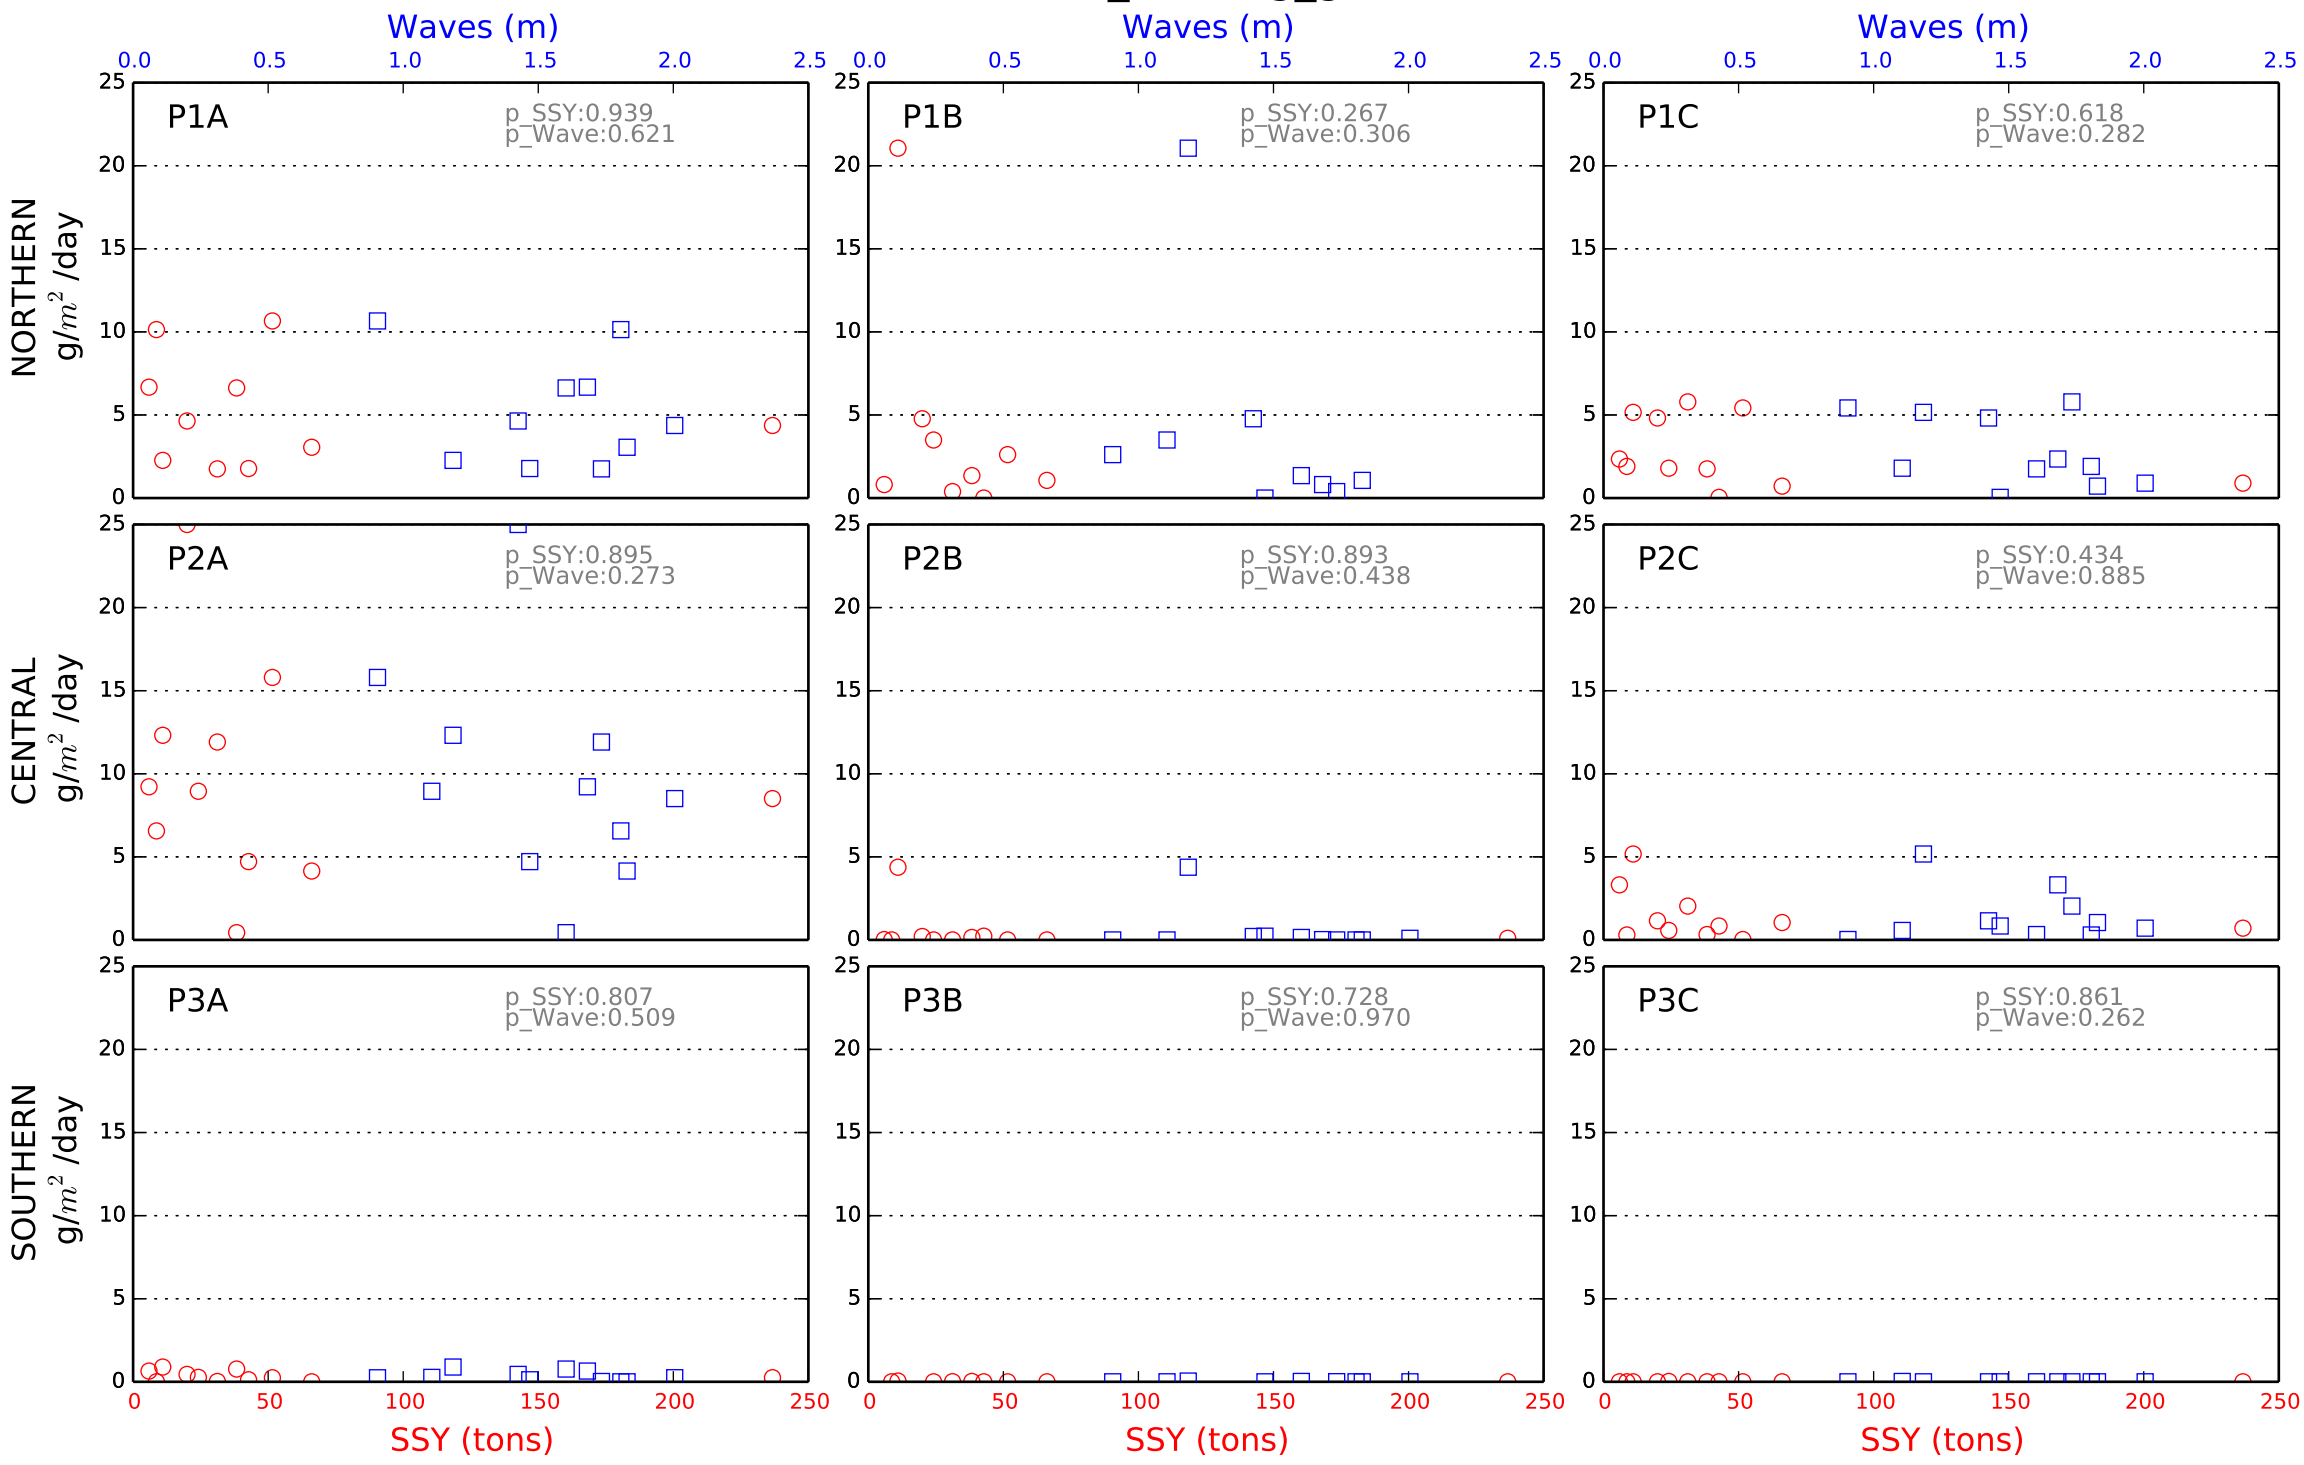 Waves (m) Waves (m) Waves (m)
0.0 0.5 1.0 1.5 2.0 2.5 0.0 0.5 1.0 1.5 2.0 2.5 0.0 0.5 1.0 1.5 2.0 2.5
NORTHERN
g/m² /day
25 20 15 10 5 0
P1A
p_SSY:0.939
p_Wave:0.621
25 20 15 10 5 0
P1B
p_SSY:0.267
p_Wave:0.306
25 20 15 10 5 0
P1C
p_SSY:0.618
p_Wave:0.282
CENTRAL
g/m² /day
25 20 15 10 5 0
P2A
p_SSY:0.895
p_Wave:0.273
25 20 15 10 5 0
P2B
p_SSY:0.893
p_Wave:0.438
25 20 15 10 5 0
P2C
p_SSY:0.434
p_Wave:0.885
SOUTHERN
g/m² /day
25 20 15 10 5 0
P3A
p_SSY:0.807
p_Wave:0.509
25 20 15 10 5 0
P3B
p_SSY:0.728
p_Wave:0.970
25 20 15 10 5 0
P3C
p_SSY:0.861
p_Wave:0.262
0 50 100 150 200 250 0 50 100 150 200 250 0 50 100 150 200 250
SSY (tons) SSY (tons) SSY (tons)